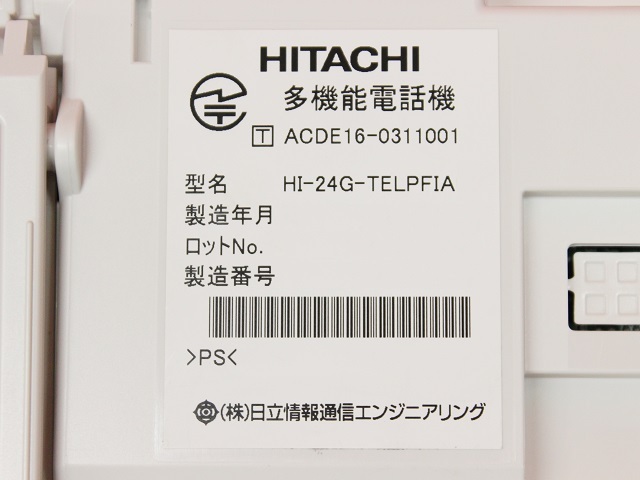 HITACHI
多機能電話機
T ACDE16-0311001
型名 HI-24G-TELPFIA
製造年月
ロットNo.
製造番号
>PS<
(株)日立情報通信エンジニアリング